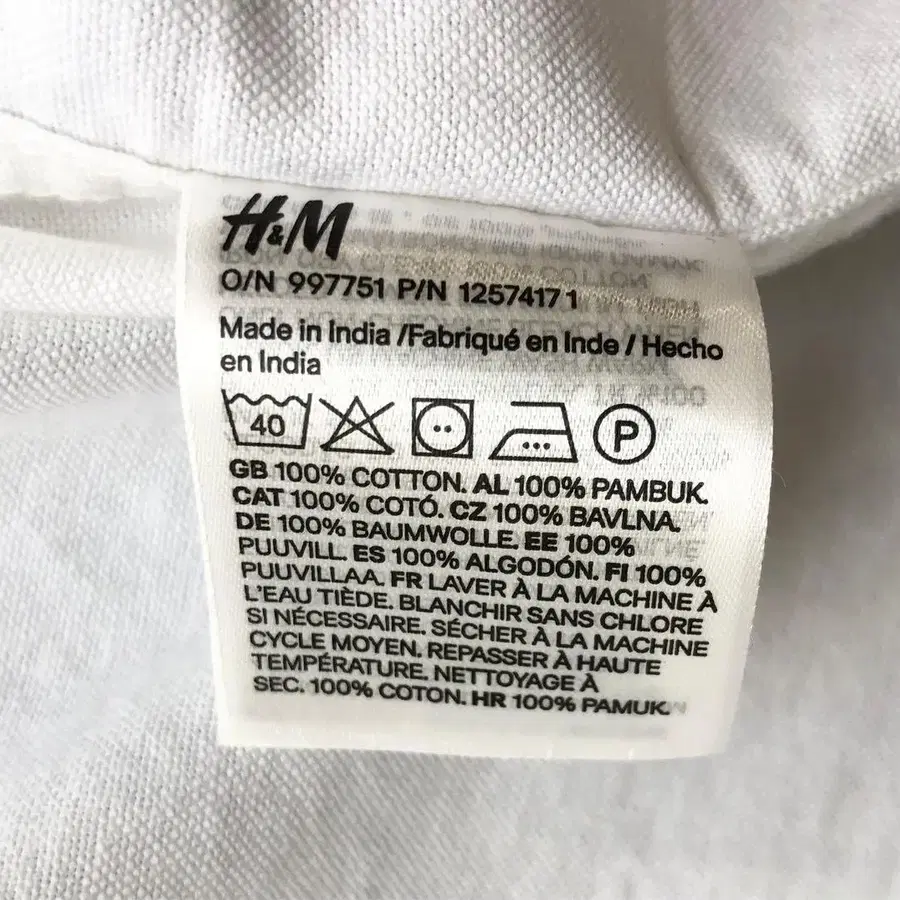 H&M
O/N 997751 P/N 1257417 1
Made in India /Fabriqué en Inde / Hecho
en India
40 P
GB 100% COTTON. AL 100% PAMBUK.
CAT 100% COTÓ. CZ 100% BAVLNA.
DE 100% BAUMWOLLE. EE 100%
PUUVILL. ES 100% ALGODÓN. FI 100%
PUUVILLAA. FR LAVER À LA MACHINE À
L'EAU TIÈDE. BLANCHIR SANS CHLORE
SI NÉCESSAIRE. SÉCHER À LA MACHINE
CYCLE MOYEN. REPASSER À HAUTE
TEMPÉRATURE. NETTOYAGE À
SEC. 100% COTON. HR 100% PAMUK.